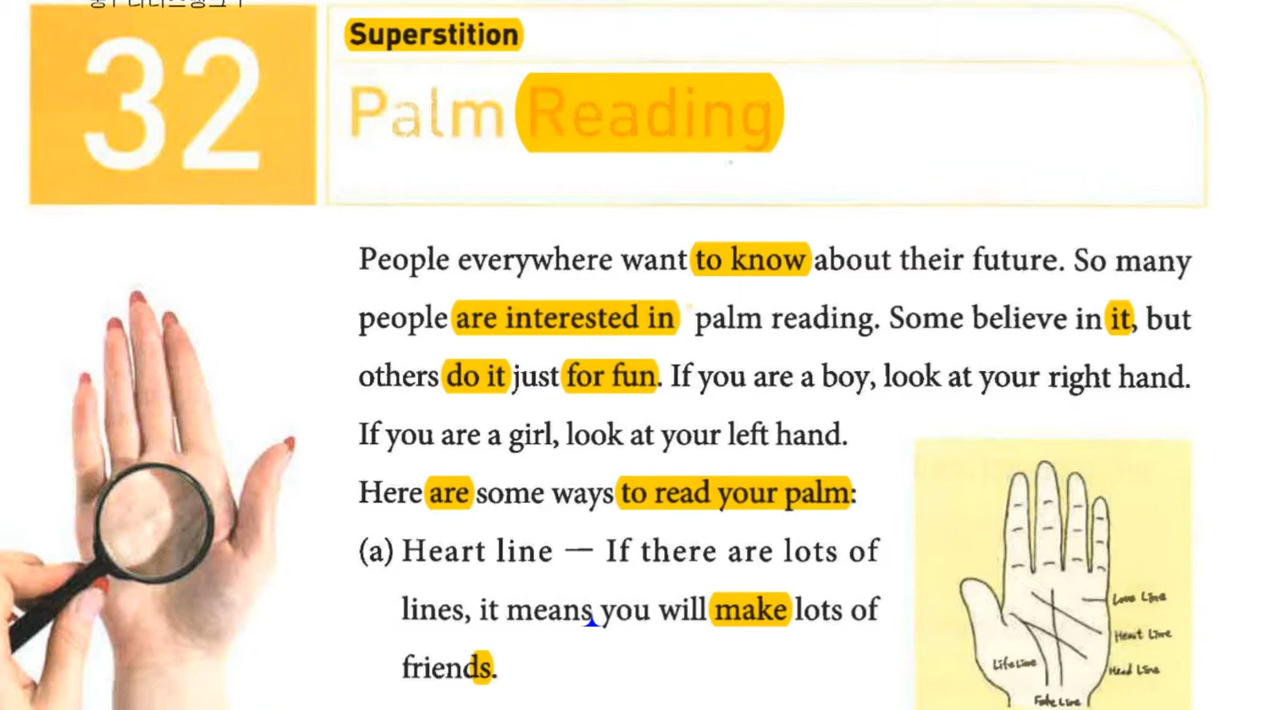 32
Superstition
Palm Reading
People everywhere want to know about their future. So many
people are interested in palm reading. Some believe in it, but
others do it just for fun. If you are a boy, look at your right hand.
If you are a girl, look at your left hand.
Here are some ways to read your palm:
(a) Heart line — If there are lots of
lines, it means you will make lots of
friends.
Love Line
Heart Line
Life Line
Head Line
Fate Line